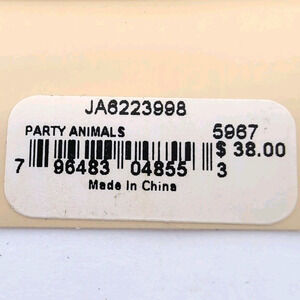 JA6223998
PARTY ANIMALS 5967
$ 38.00
7 96483 04855 3
Made In China